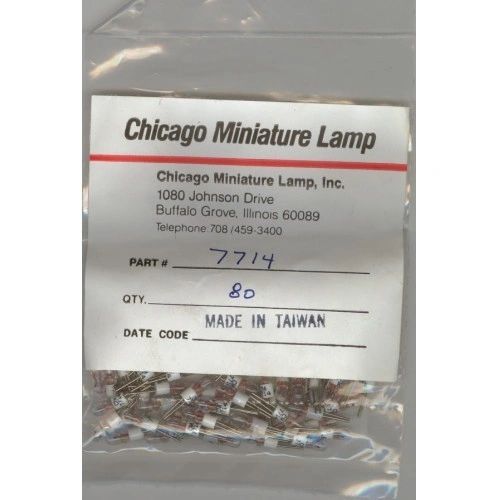 Chicago Miniature Lamp
Chicago Miniature Lamp, Inc.
1080 Johnson Drive
Buffalo Grove, Illinois 60089
Telephone: 708/459-3400
PART # 7714
QTY. 80
DATE CODE MADE IN TAIWAN